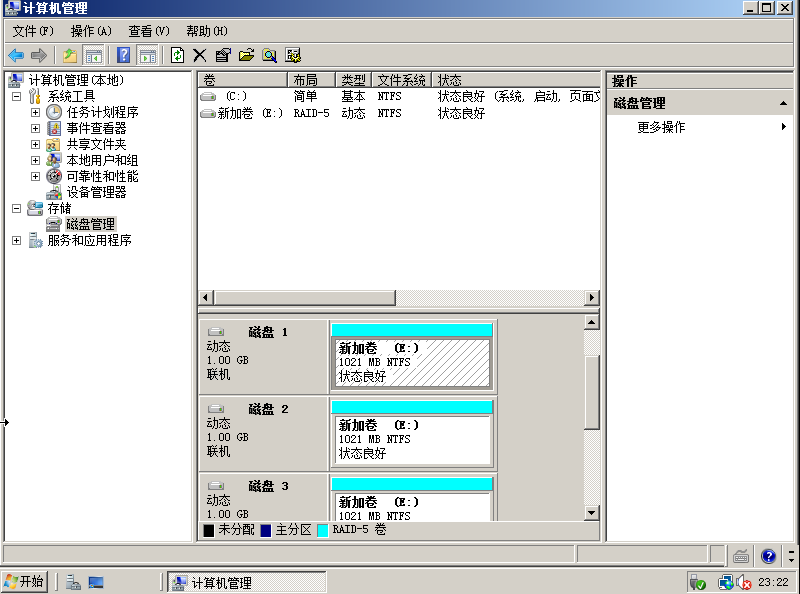 计算机管理
文件(F) 操作(A) 查看(V) 帮助(H)
计算机管理(本地)
系统工具
任务计划程序
事件查看器
共享文件夹
本地用户和组
可靠性和性能
设备管理器
存储
磁盘管理
服务和应用程序
卷 布局 类型 文件系统 状态
(C:) 简单 基本 NTFS 状态良好 (系统, 启动, 页面文
新加卷 (E:) RAID-5 动态 NTFS 状态良好
磁盘 1
动态
1.00 GB
联机
新加卷 (E:)
1021 MB NTFS
状态良好
磁盘 2
动态
1.00 GB
联机
新加卷 (E:)
1021 MB NTFS
状态良好
磁盘 3
动态
1.00 GB
新加卷 (E:)
1021 MB NTFS
未分配 主分区 RAID-5 卷
操作
磁盘管理
更多操作
开始
计算机管理
23:22